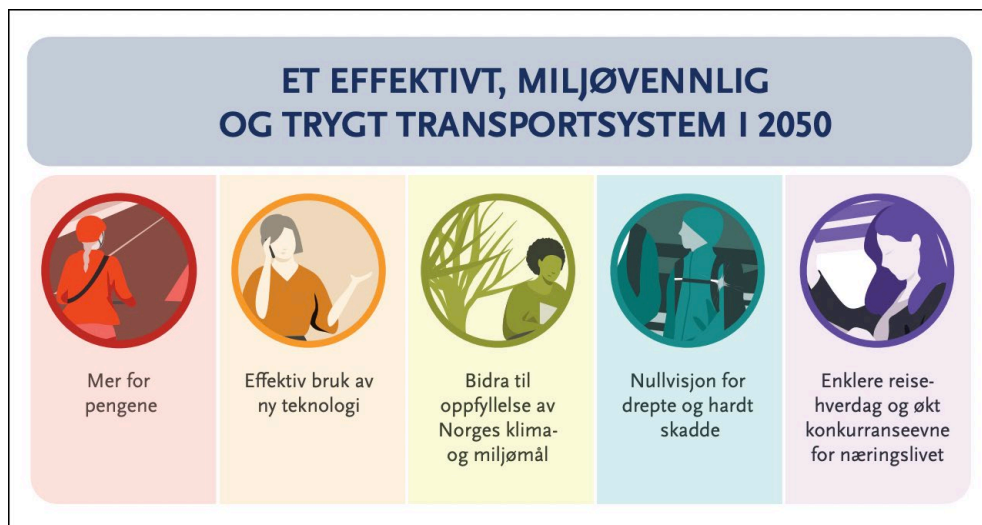 ET EFFEKTIVT, MILJØVENNLIG
OG TRYGT TRANSPORTSYSTEM I 2050
Mer for
pengene
Effektiv bruk av
ny teknologi
Bidra til
oppfyllelse av
Norges klima-
og miljømål
Nullvisjon for
drepte og hardt
skadde
Enklere reise-
hverdag og økt
konkurranseevne
for næringslivet